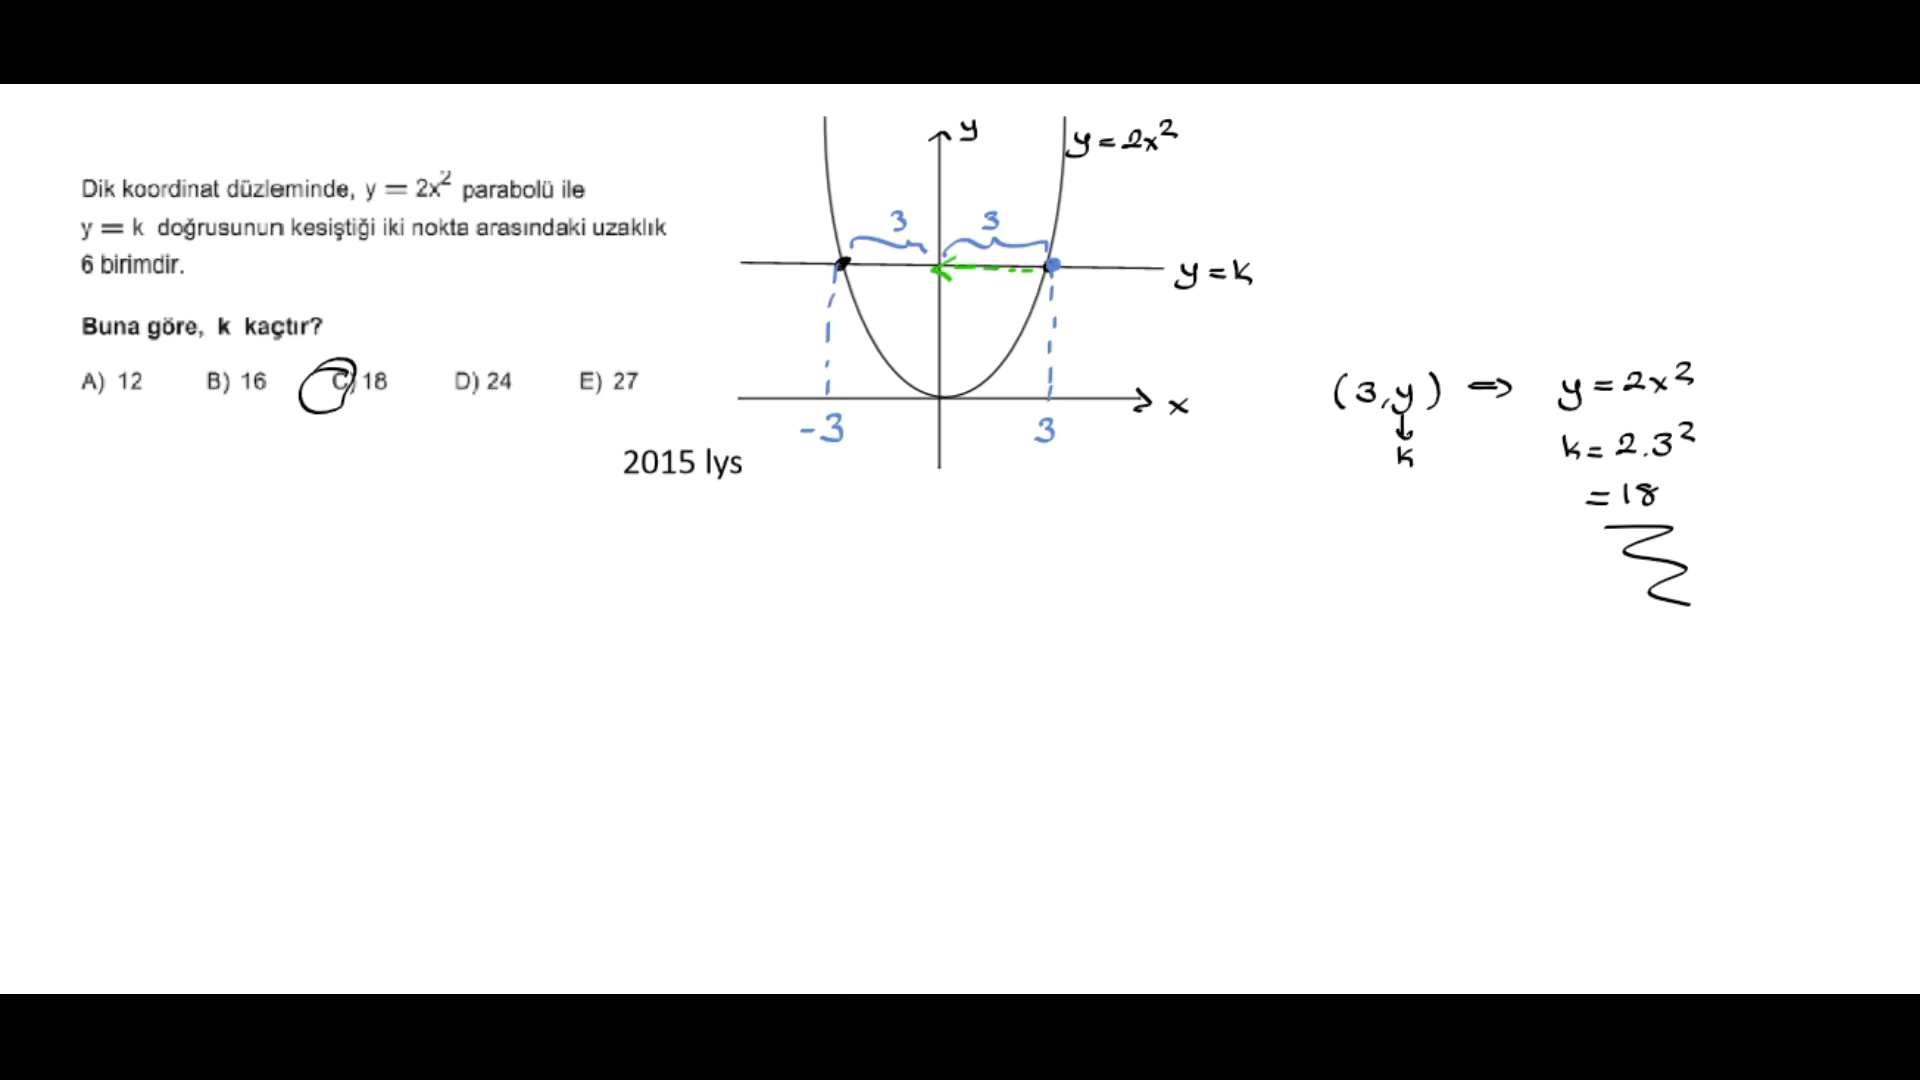 Dik koordinat düzleminde, y = 2x² parabolü ile
y = k doğrusunun kesiştiği iki nokta arasındaki uzaklık
6 birimdir.
Buna göre, k kaçtır?
A) 12 B) 16 C) 18 D) 24 E) 27
2015 lys
y
y = 2x²
3 3
y = k
x
-3 3
(3,y) ⇒ y = 2x²
k
k = 2.3²
= 18